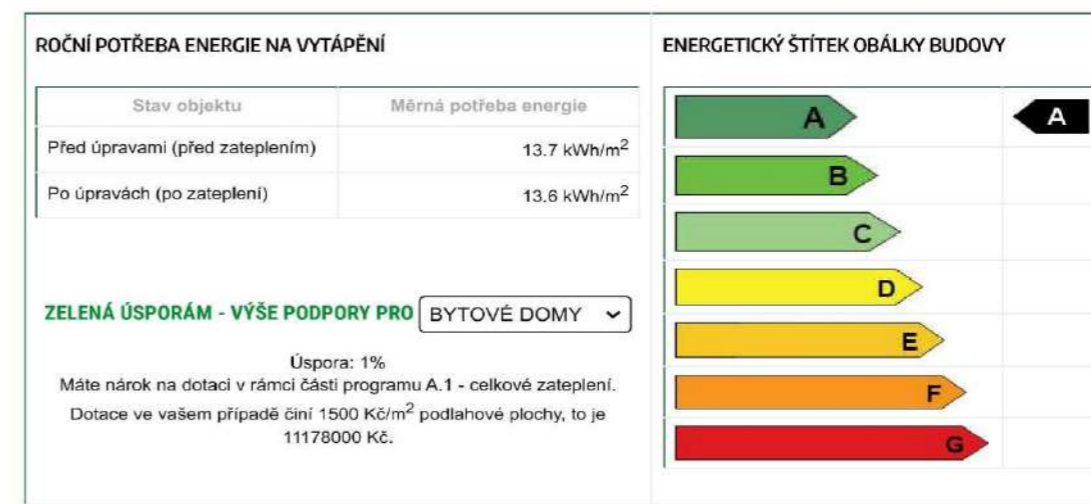 ROČNÍ POTŘEBA ENERGIE NA VYTÁPĚNÍ
Stav objektu Měrná potřeba energie
Před úpravami (před zateplením) 13.7 kWh/m2
Po úpravách (po zateplení) 13.6 kWh/m2
ZELENÁ ÚSPORÁM - VÝŠE PODPORY PRO BYTOVÉ DOMY
Úspora: 1%
Máte nárok na dotaci v rámci části programu A.1 - celkové zateplení.
Dotace ve vašem případě činí 1500 Kč/m2 podlahové plochy, to je
11178000 Kč.
ENERGETICKÝ ŠTÍTEK OBÁLKY BUDOVY
A A
B
C
D
E
F
G